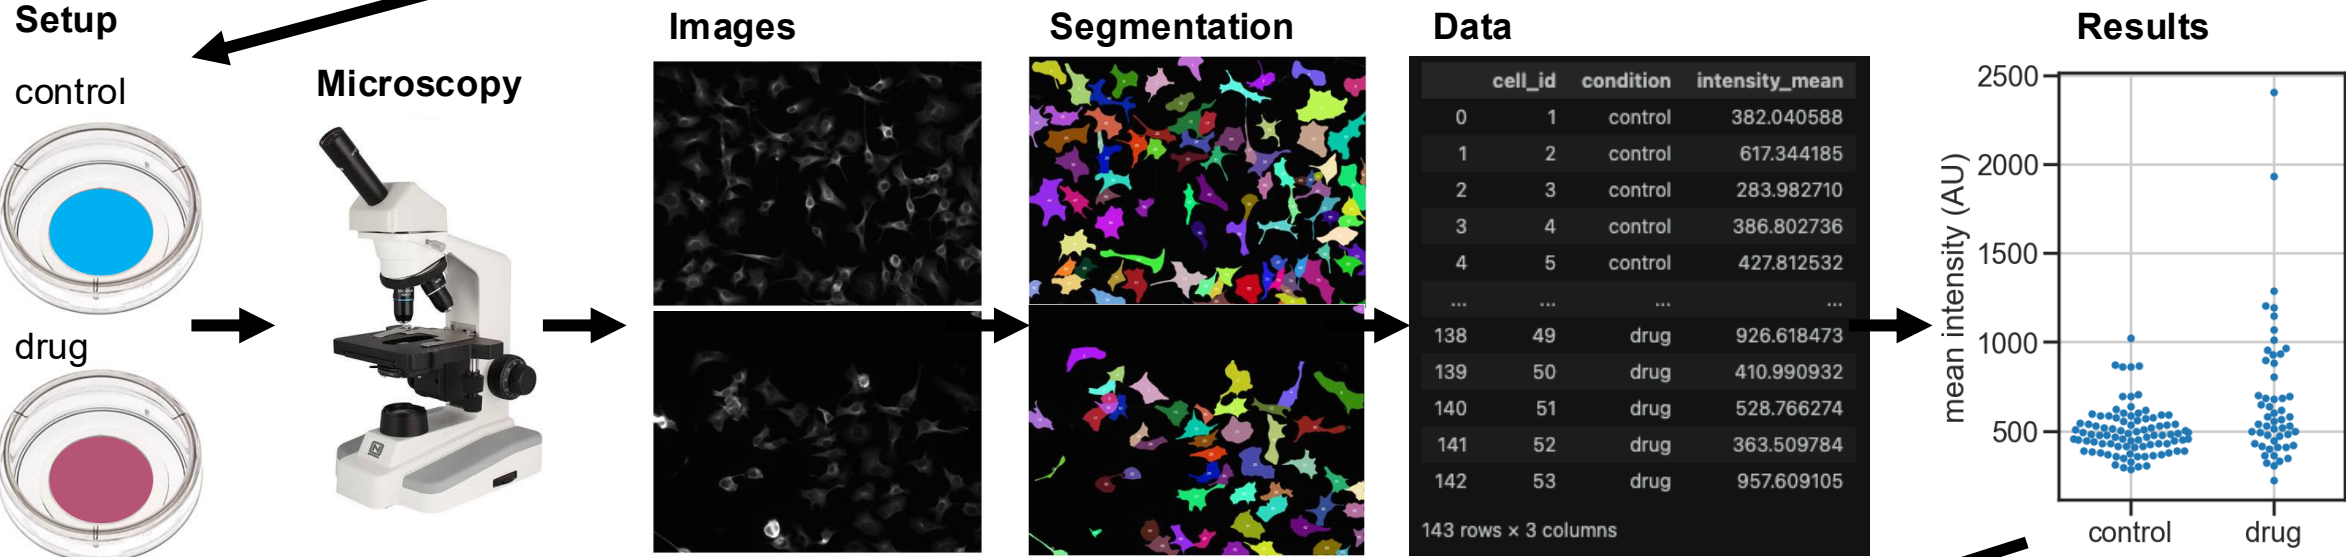 Setup
control
drug
Microscopy
Images
Segmentation
Data
cell_id condition intensity_mean
0 1 control 382.040588
1 2 control 617.344185
2 3 control 283.982710
3 4 control 386.802736
4 5 control 427.812532
... ... ... ...
138 49 drug 926.618473
139 50 drug 410.990932
140 51 drug 528.766274
141 52 drug 363.509784
142 53 drug 957.609105
143 rows × 3 columns
Results
mean intensity (AU)
2500
2000
1500
1000
500
control drug